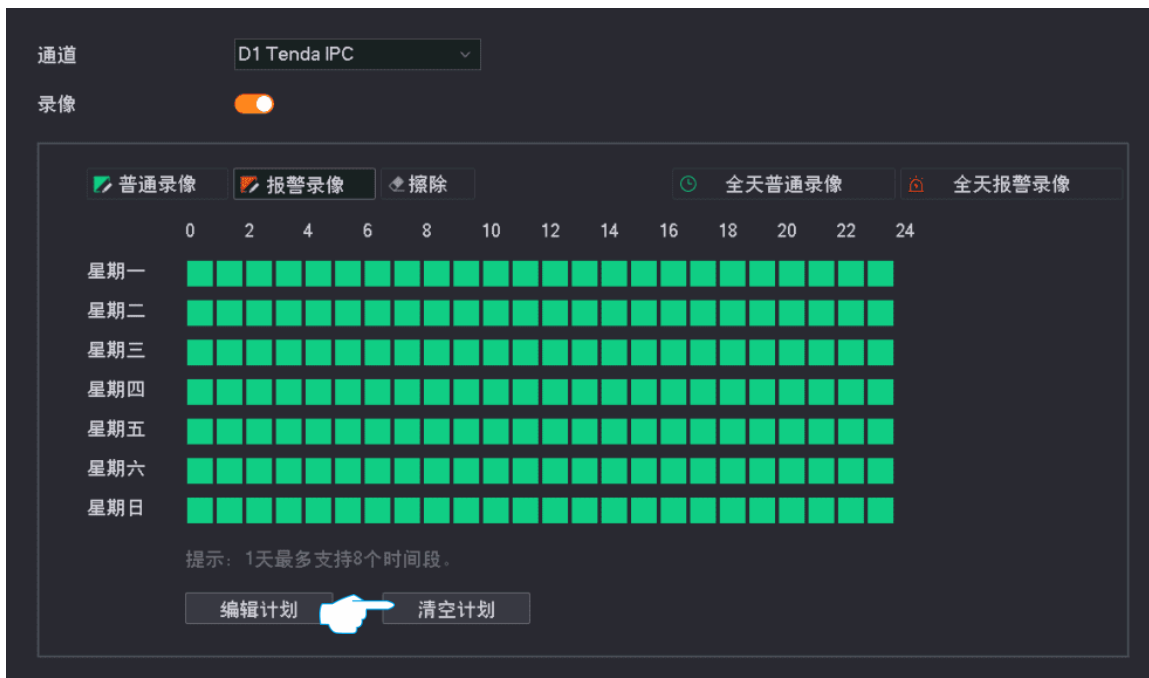 通道 D1 Tenda IPC
录像
普通录像 报警录像 擦除 全天普通录像 全天报警录像
0 2 4 6 8 10 12 14 16 18 20 22 24
星期一
星期二
星期三
星期四
星期五
星期六
星期日
提示：1天最多支持8个时间段。
编辑计划 清空计划